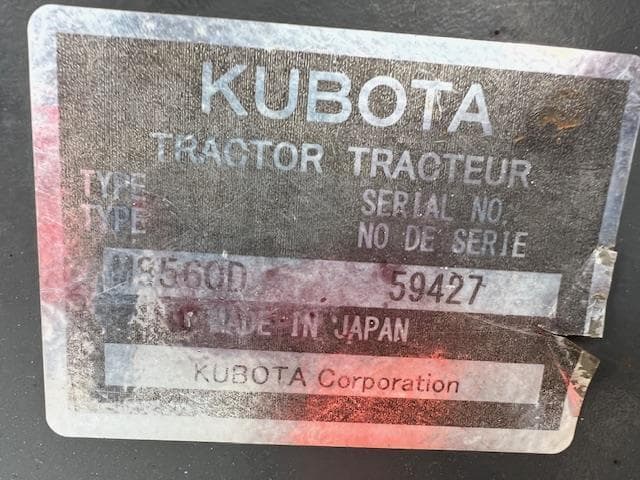 KUBOTA
TRACTOR TRACTEUR
TYPE SERIAL NO.
TYPE NO DE SERIE
M8560D 59427
MADE IN JAPAN
KUBOTA Corporation